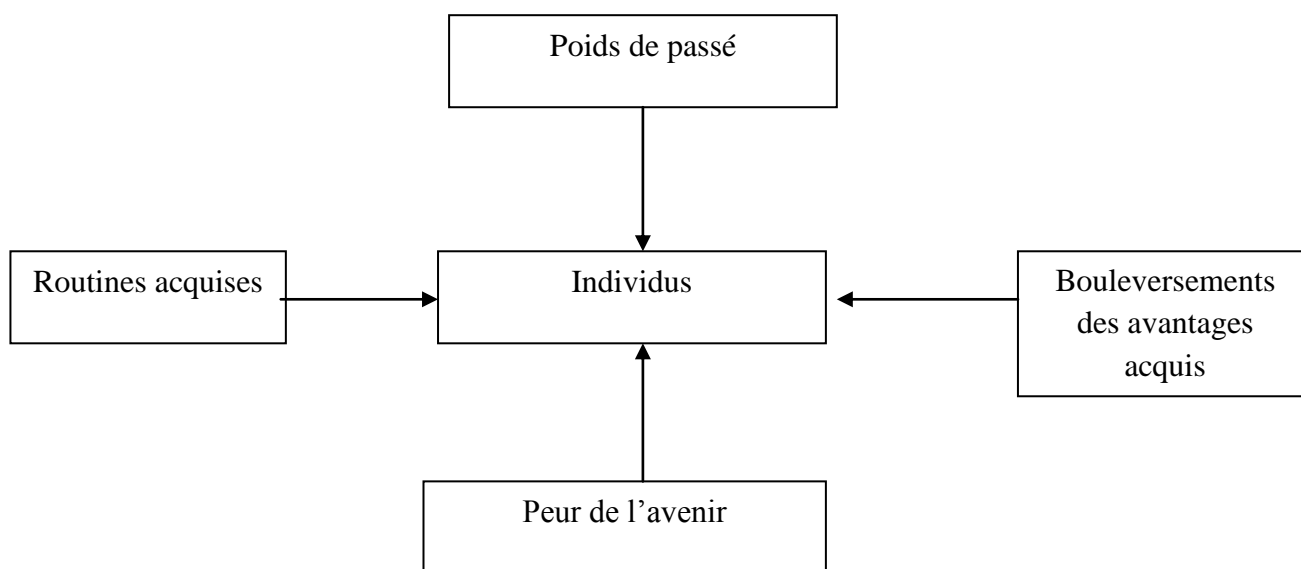 Poids de passé
Routines acquises
Individus
Bouleversements
des avantages
acquis
Peur de l’avenir